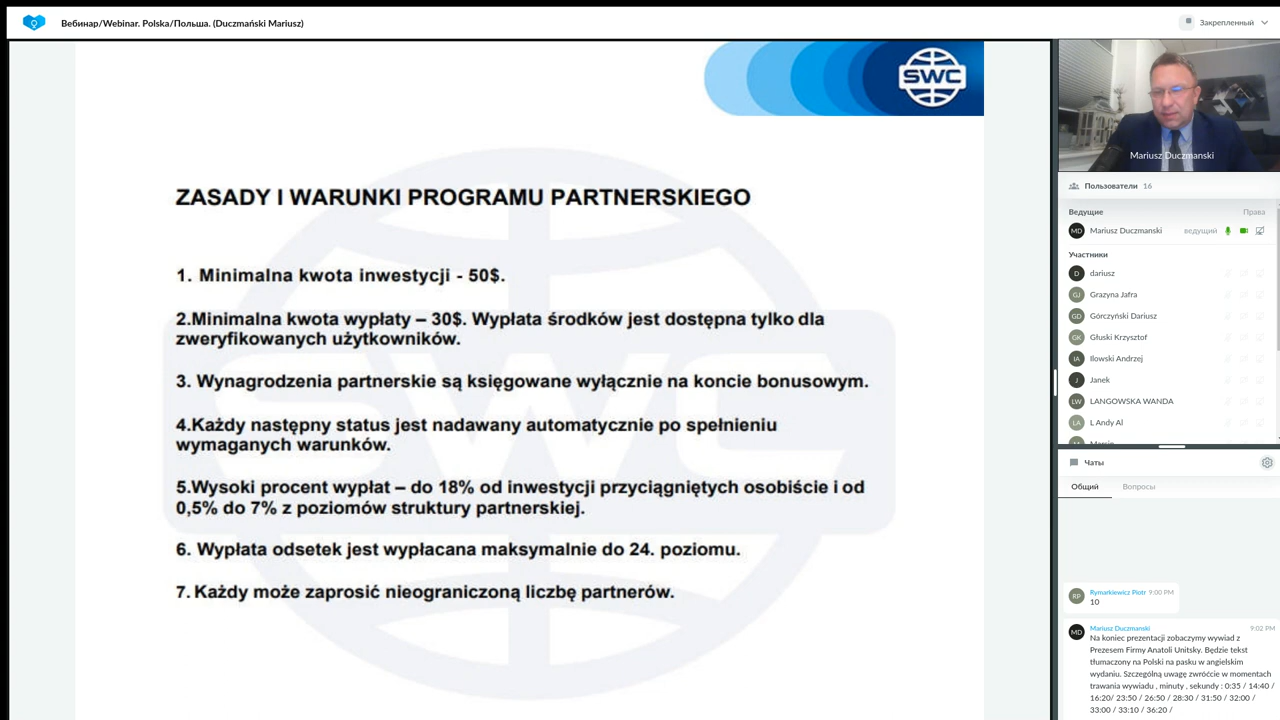 Вебинар/Webinar. Polska/Польша. (Duczmański Mariusz)
Закрепленный
SWC
ZASADY I WARUNKI PROGRAMU PARTNERSKIEGO
1. Minimalna kwota inwestycji - 50$.
2.Minimalna kwota wypłaty – 30$. Wypłata środków jest dostępna tylko dla
zweryfikowanych użytkowników.
3. Wynagrodzenia partnerskie są księgowane wyłącznie na koncie bonusowym.
4.Każdy następny status jest nadawany automatycznie po spełnieniu
wymaganych warunków.
5.Wysoki procent wypłat – do 18% od inwestycji przyciągniętych osobiście i od
0,5% do 7% z poziomów struktury partnerskiej.
6. Wypłata odsetek jest wypłacana maksymalnie do 24. poziomu.
7. Każdy może zaprosić nieograniczoną liczbę partnerów.
SWC
Mariusz Duczmanski
Пользователи 16
Ведущие Права
MD Mariusz Duczmanski ведущий
Участники
D dariusz
GJ Grazyna Jafra
GD Górczyński Dariusz
GK Głuski Krzysztof
IA Ilowski Andrzej
J Janek
LW LANGOWSKA WANDA
LA L Andy Al
Чаты
Общий Вопросы
RP Rymarkiewicz Piotr 9:00 PM
10
MD Mariusz Duczmanski 9:02 PM
Na koniec prezentacji zobaczymy wywiad z
Prezesem Firmy Anatoli Unitsky. Będzie tekst
tłumaczony na Polski na pasku w angielskim
wydaniu. Szczególną uwagę zwróćcie w momentach
trawania wywiadu , minuty , sekundy : 0:35 / 14:40 /
16:20/ 23:50 / 26:50 / 28:30 / 31:50 / 32:00 /
33:00 / 33:10 / 36:20 /